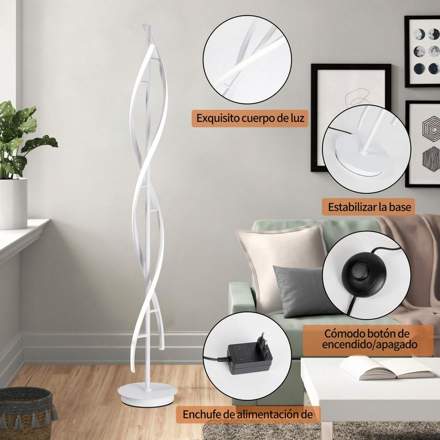 Exquisito cuerpo de luz
Estabilizar la base
Cómodo botón de
encendido/apagado
Enchufe de alimentación de